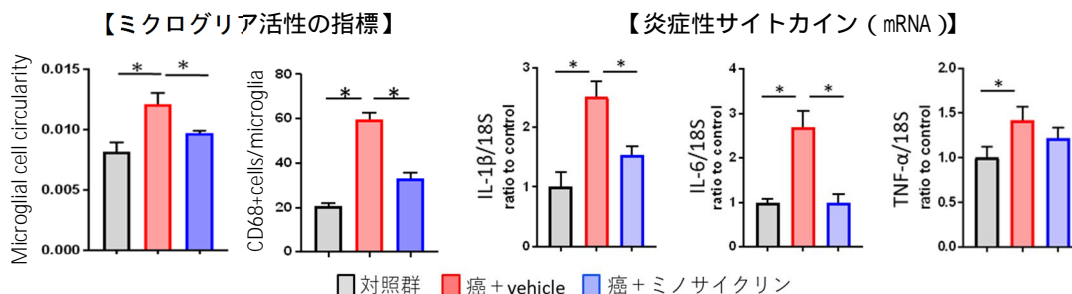 【ミクログリア活性の指標】
【炎症性サイトカイン（mRNA）】
Microglial cell circularity
0.015
0.010
0.005
0.000
* *
CD68+cells/microglia
80
60
40
20
0
* *
IL-1β/18S
ratio to control
3
2
1
0
* *
IL-6/18S
ratio to control
4
3
2
1
0
* *
TNF-α/18S
ratio to control
2.0
1.5
1.0
0.5
0.0
*
対照群 癌＋vehicle 癌＋ミノサイクリン